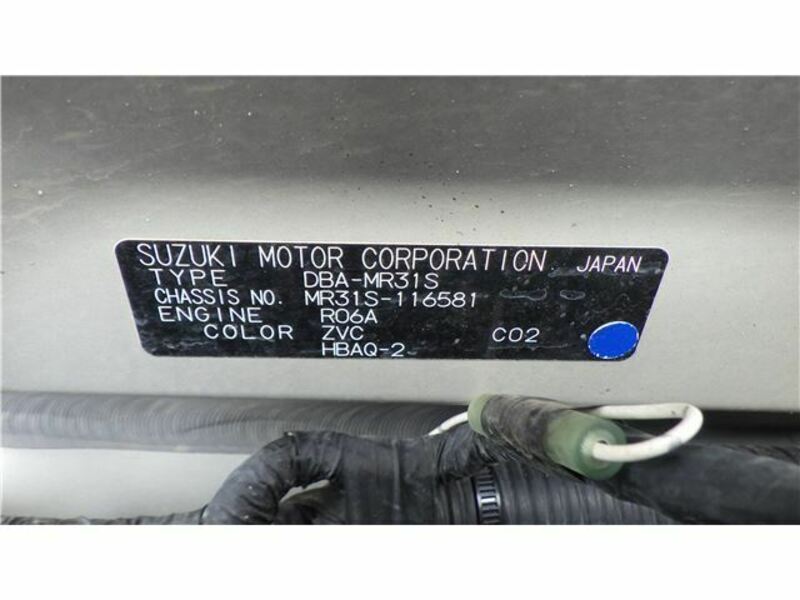 SUZUKI MOTOR CORPORATION JAPAN
TYPE DBA-MR31S
CHASSIS NO. MR31S-116581
ENGINE R06A
COLOR ZVC C02
HBAQ-2